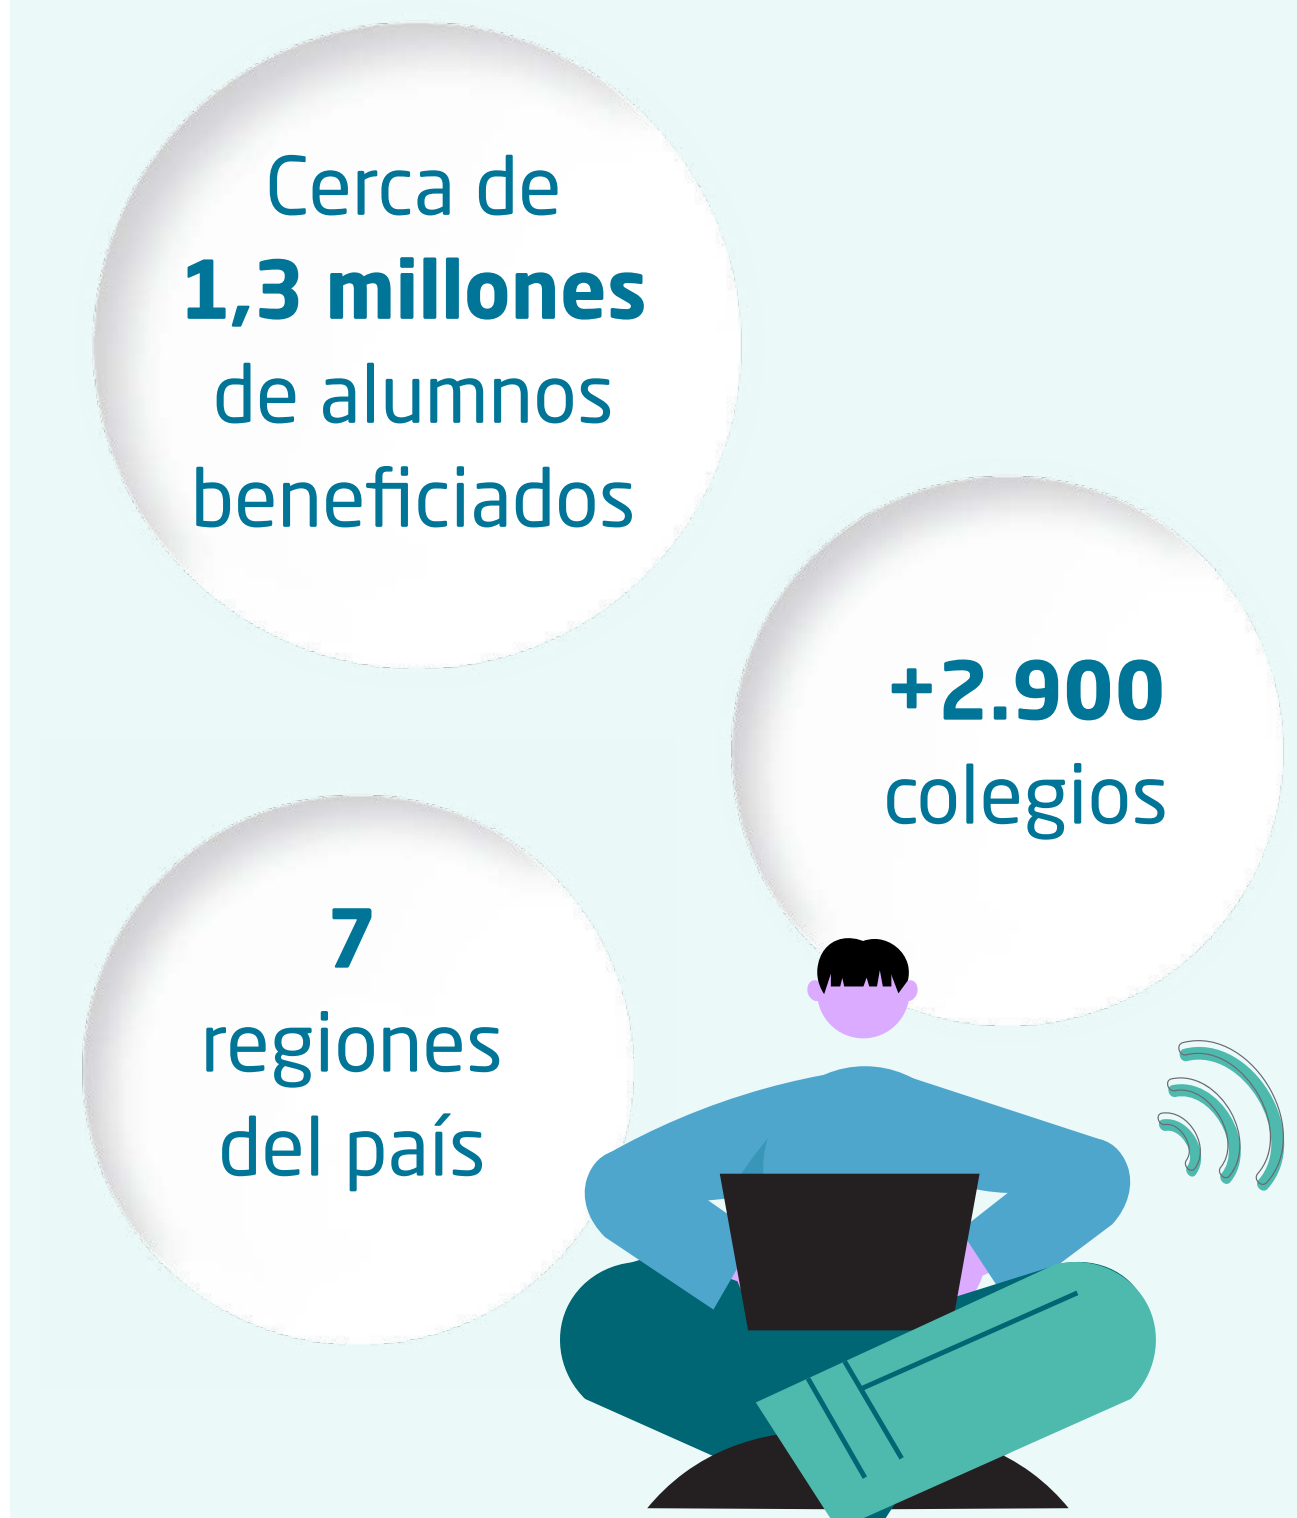 Cerca de
1,3 millones
de alumnos
beneficiados
+2.900
colegios
7
regiones
del país